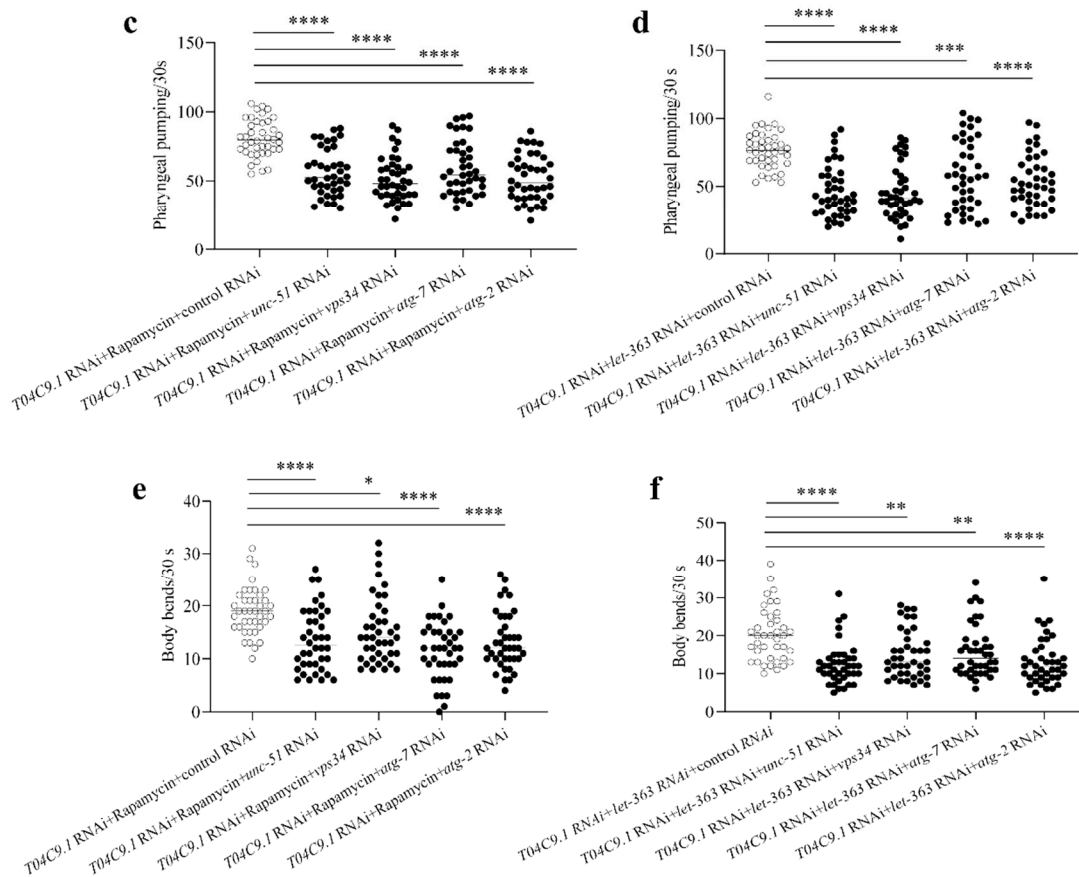 c
****
****
****
****
150
100
50
0
Pharyngeal pumping/30s
T04C9.1 RNAi+Rapamycin+control RNAi
T04C9.1 RNAi+Rapamycin+unc-51 RNAi
T04C9.1 RNAi+Rapamycin+vps34 RNAi
T04C9.1 RNAi+Rapamycin+atg-7 RNAi
T04C9.1 RNAi+Rapamycin+atg-2 RNAi
d
****
****
***
****
150
100
50
0
Pharyngeal pumping/30 s
T04C9.1 RNAi+let-363 RNAi+control RNAi
T04C9.1 RNAi+let-363 RNAi+unc-51 RNAi
T04C9.1 RNAi+let-363 RNAi+vps34 RNAi
T04C9.1 RNAi+let-363 RNAi+atg-7 RNAi
T04C9.1 RNAi+let-363 RNAi+atg-2 RNAi
e
****
*
****
****
40
30
20
10
0
Body bends/30 s
T04C9.1 RNAi+Rapamycin+control RNAi
T04C9.1 RNAi+Rapamycin+unc-51 RNAi
T04C9.1 RNAi+Rapamycin+vps34 RNAi
T04C9.1 RNAi+Rapamycin+atg-7 RNAi
T04C9.1 RNAi+Rapamycin+atg-2 RNAi
f
****
**
**
****
50
40
30
20
10
0
Body bends/30 s
T04C9.1 RNAi+let-363 RNAi+control RNAi
T04C9.1 RNAi+let-363 RNAi+unc-51 RNAi
T04C9.1 RNAi+let-363 RNAi+vps34 RNAi
T04C9.1 RNAi+let-363 RNAi+atg-7 RNAi
T04C9.1 RNAi+let-363 RNAi+atg-2 RNAi